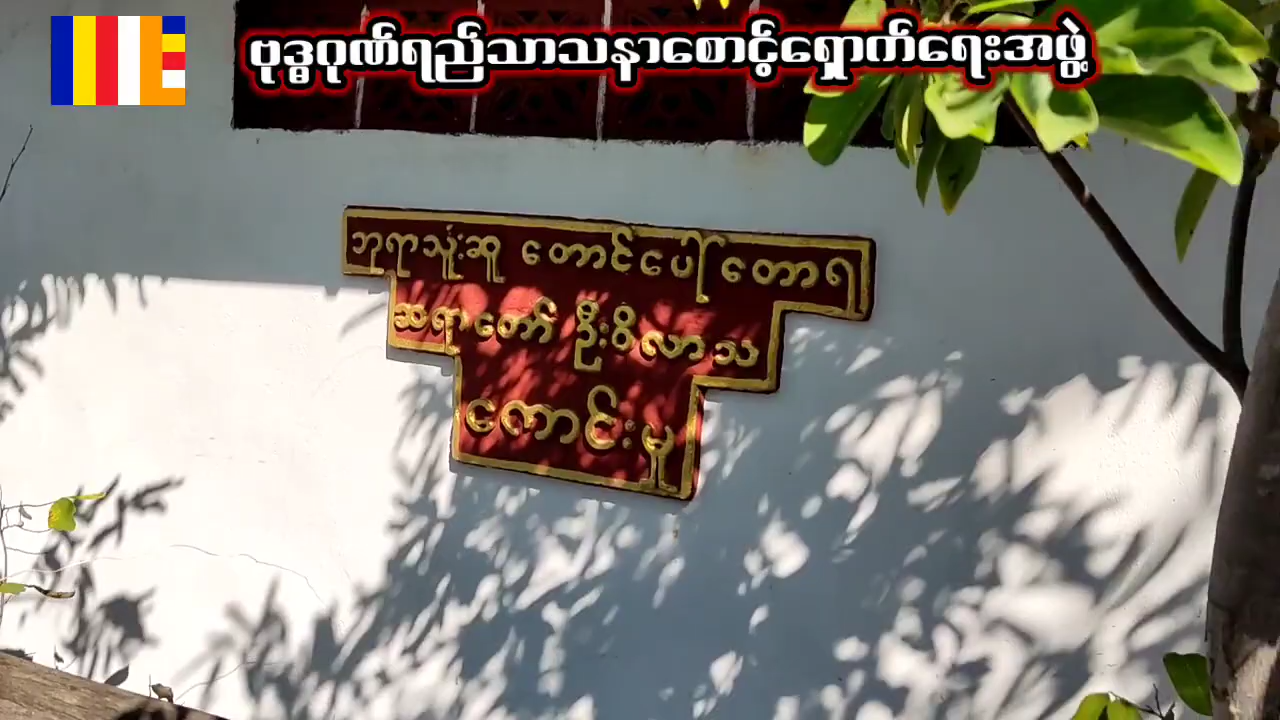 ဗုဒ္ဓဂုဏ်ရည်သာသနာစောင့်ရှောက်ရေးအဖွဲ့
ဘုရာသုံးဆူ တောင်ပေါ် တောရ
ဆရာတော် ဦးဝိလာသ
ကောင်းမှု